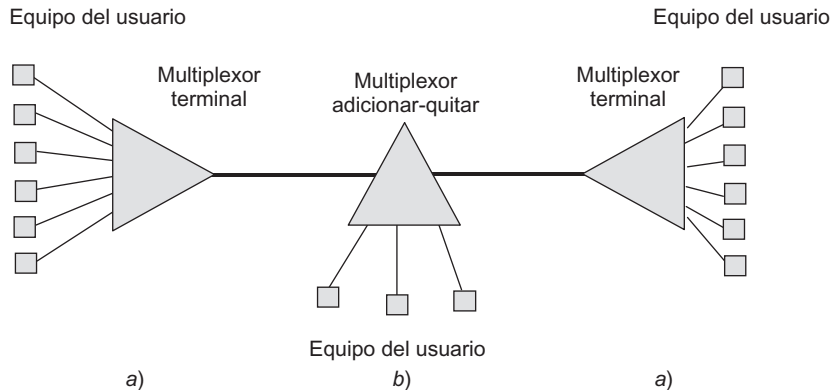 Equipo del usuario
Equipo del usuario
Multiplexor
terminal
Multiplexor
adicionar-quitar
Multiplexor
terminal
Equipo del usuario
a)
b)
a)